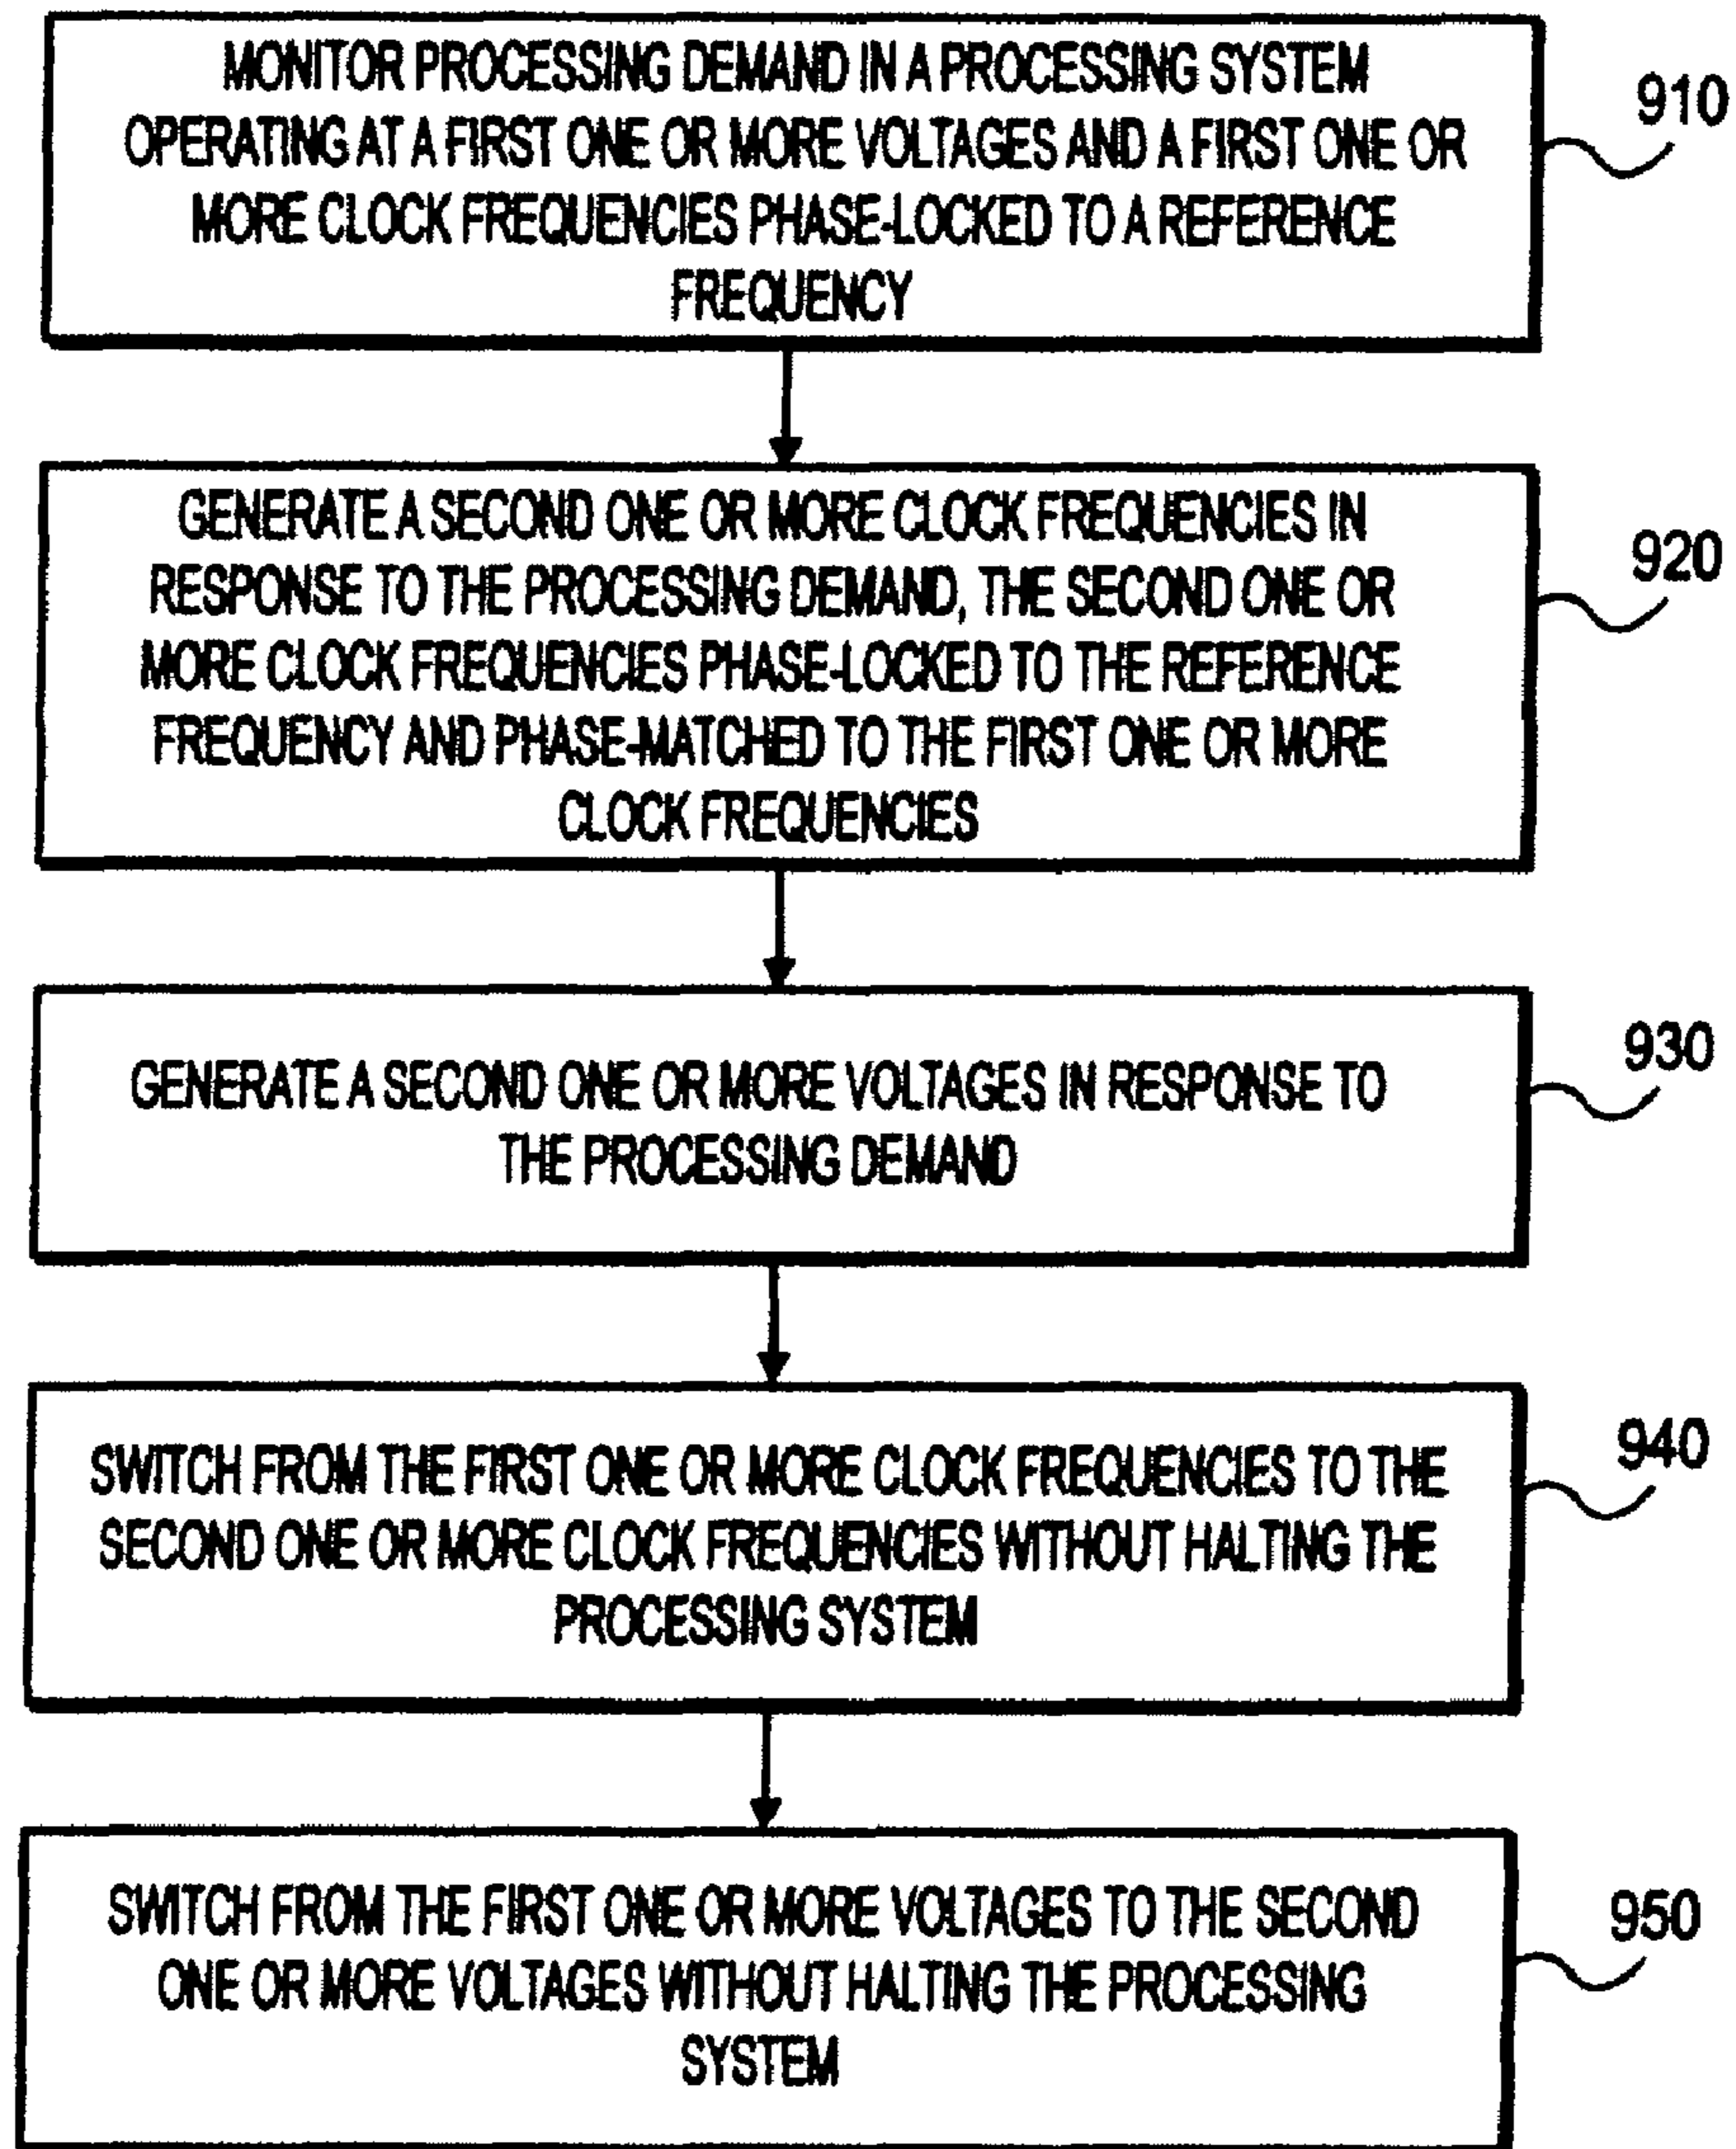 MONITOR PROCESSING DEMAND IN A PROCESSING SYSTEM
OPERATING AT A FIRST ONE OR MORE VOLTAGES AND A FIRST ONE OR
MORE CLOCK FREQUENCIES PHASE-LOCKED TO A REFERENCE
FREQUENCY
910
GENERATE A SECOND ONE OR MORE CLOCK FREQUENCIES IN
RESPONSE TO THE PROCESSING DEMAND, THE SECOND ONE OR
MORE CLOCK FREQUENCIES PHASE-LOCKED TO THE REFERENCE
FREQUENCY AND PHASE-MATCHED TO THE FIRST ONE OR MORE
CLOCK FREQUENCIES
920
GENERATE A SECOND ONE OR MORE VOLTAGES IN RESPONSE TO
THE PROCESSING DEMAND
930
SWITCH FROM THE FIRST ONE OR MORE CLOCK FREQUENCIES TO THE
SECOND ONE OR MORE CLOCK FREQUENCIES WITHOUT HALTING THE
PROCESSING SYSTEM
940
SWITCH FROM THE FIRST ONE OR MORE VOLTAGES TO THE SECOND
ONE OR MORE VOLTAGES WITHOUT HALTING THE PROCESSING
SYSTEM
950